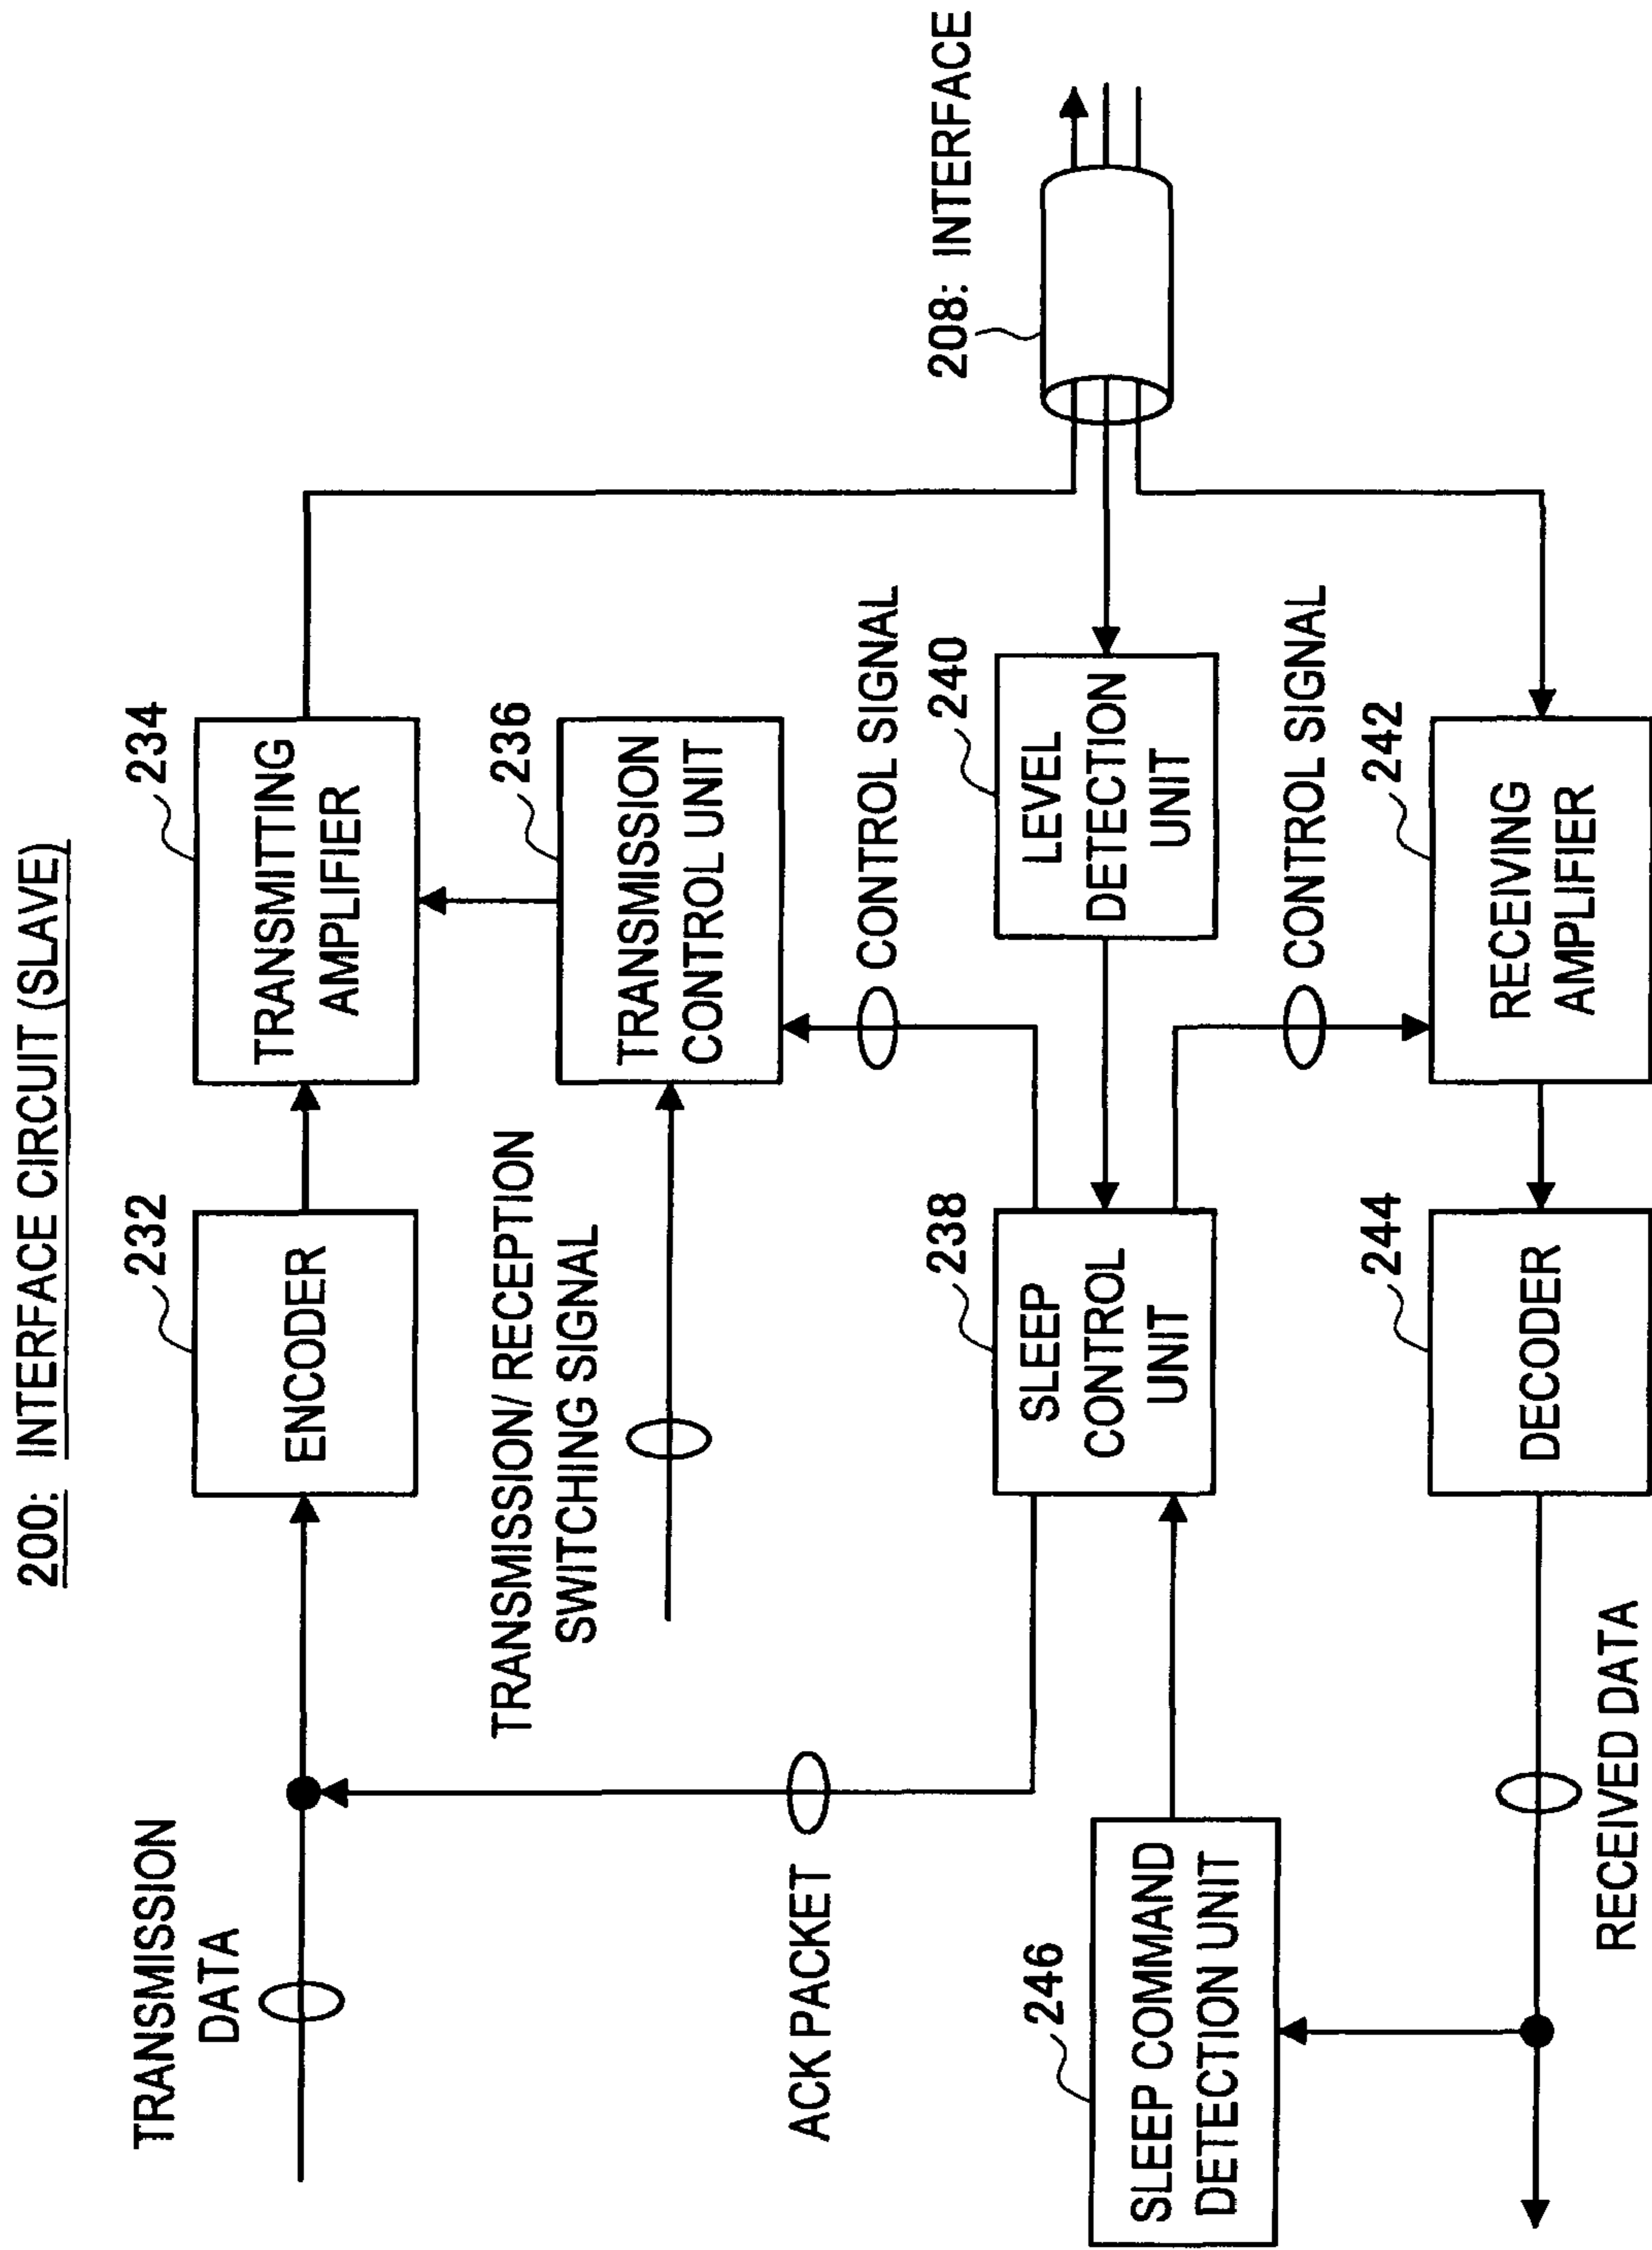 200: INTERFACE CIRCUIT (SLAVE)
TRANSMISSION
DATA
232
ENCODER
234
TRANSMITTING
AMPLIFIER
TRANSMISSION/ RECEPTION
SWITCHING SIGNAL
236
TRANSMISSION
CONTROL UNIT
ACK PACKET
CONTROL SIGNAL
208: INTERFACE
238
SLEEP
CONTROL
UNIT
240
LEVEL
DETECTION
UNIT
246
SLEEP COMMAND
DETECTION UNIT
CONTROL SIGNAL
244
DECODER
242
RECEIVING
AMPLIFIER
RECEIVED DATA